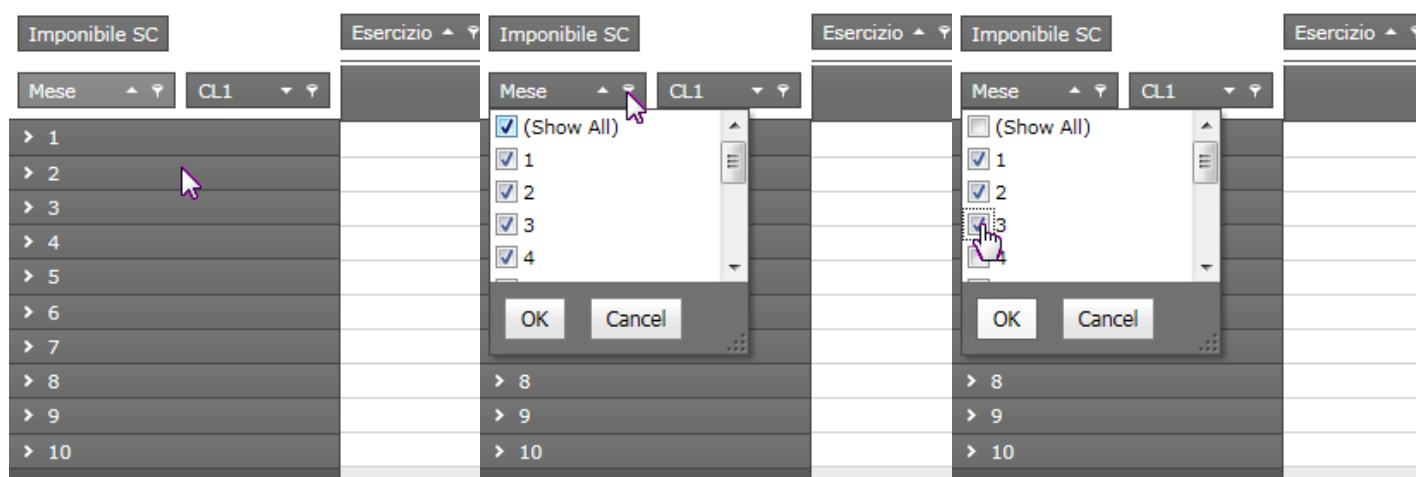 Imponibile SC
Esercizio
Mese
CL1
1
2
3
4
5
6
7
8
9
10
Imponibile SC
Esercizio
Mese
CL1
(Show All)
1
2
3
4
OK
Cancel
8
9
10
Imponibile SC
Esercizio
Mese
CL1
(Show All)
1
2
3
4
OK
Cancel
8
9
10